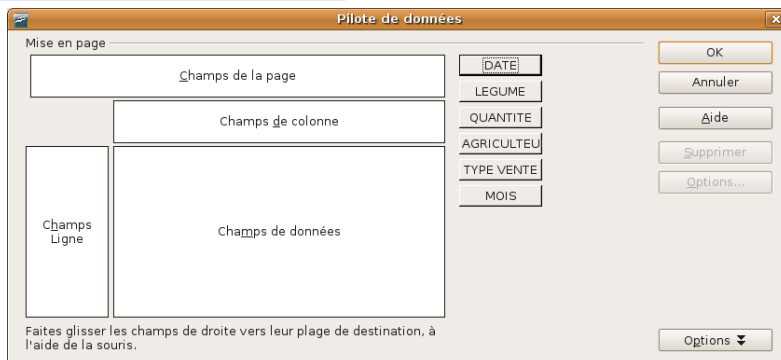 Pilote de données
Mise en page
Champs de la page
Champs de colonne
Champs
Ligne
Champs de données
DATE
LEGUME
QUANTITE
AGRICULTEU
TYPE VENTE
MOIS
OK
Annuler
Aide
Supprimer
Options...
Faites glisser les champs de droite vers leur plage de destination, à
l'aide de la souris.
Options